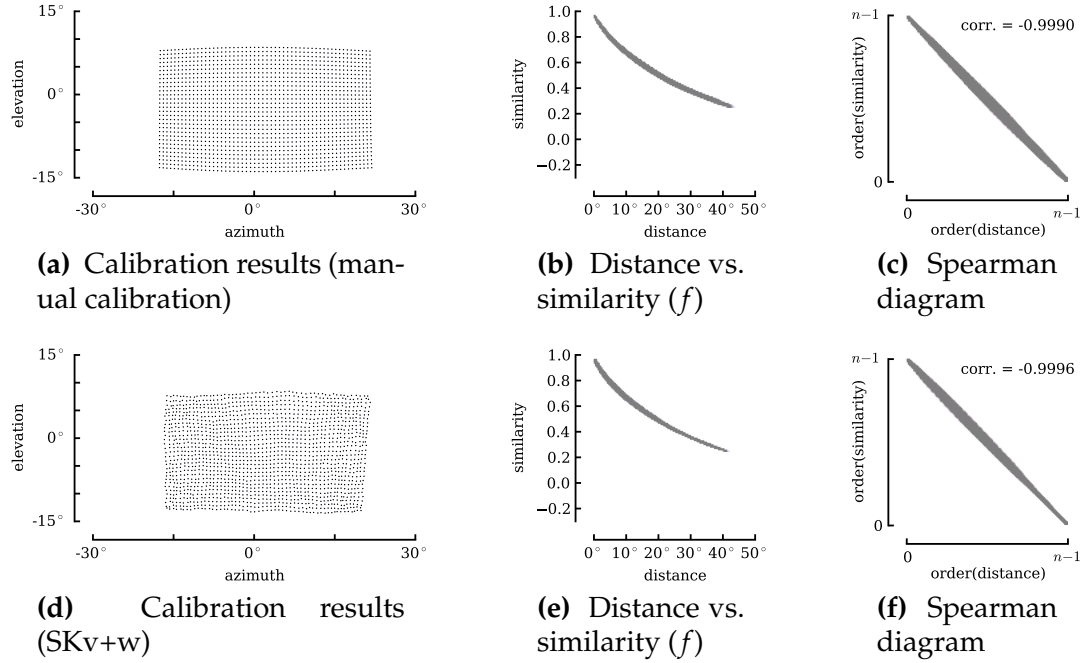 15°
0°
-15°
elevation
-30°
0°
30°
azimuth
(a) Calibration results (man-
ual calibration)
1.0
0.8
0.6
0.4
0.2
0.0
−0.2
similarity
0°
10°
20°
30°
40°
50°
distance
(b) Distance vs.
similarity (f)
n−1
corr. = -0.9990
order(similarity)
0
0
n−1
order(distance)
(c) Spearman
diagram
15°
0°
-15°
elevation
-30°
0°
30°
azimuth
(d) Calibration results
(SKv+w)
1.0
0.8
0.6
0.4
0.2
0.0
−0.2
similarity
0°
10°
20°
30°
40°
50°
distance
(e) Distance vs.
similarity (f)
n−1
corr. = -0.9996
order(similarity)
0
0
n−1
order(distance)
(f) Spearman
diagram